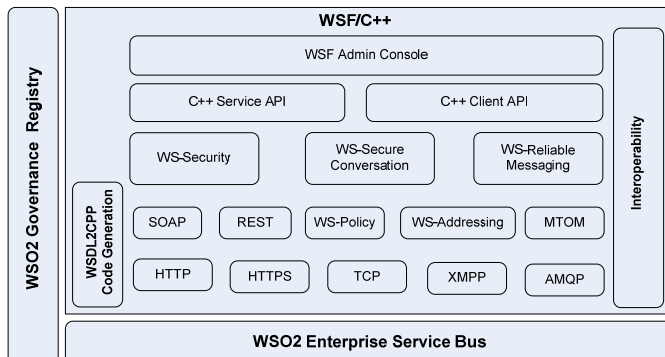 WSF/C++
WSO2 Governance Registry
WSF Admin Console
C++ Service API
C++ Client API
WS-Security
WS-Secure
Conversation
WS-Reliable
Messaging
Interoperability
WSDL2CPP
Code Generation
SOAP
REST
WS-Policy
WS-Addressing
MTOM
HTTP
HTTPS
TCP
XMPP
AMQP
WSO2 Enterprise Service Bus